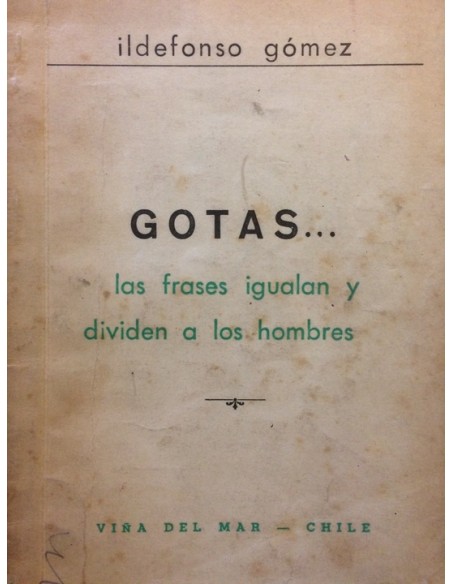 ildefonso gómez
GOTAS...
las frases igualan y
dividen a los hombres
VIÑA DEL MAR — CHILE